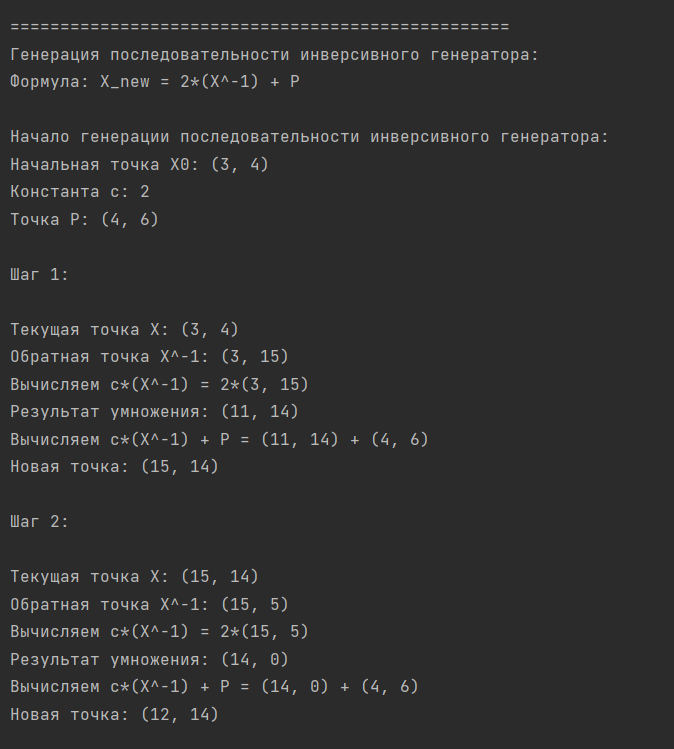 ==================================================
Генерация последовательности инверсивного генератора:
Формула: X_new = 2*(X^-1) + P
Начало генерации последовательности инверсивного генератора:
Начальная точка X0: (3, 4)
Константа c: 2
Точка P: (4, 6)
Шаг 1:
Текущая точка X: (3, 4)
Обратная точка X^-1: (3, 15)
Вычисляем c*(X^-1) = 2*(3, 15)
Результат умножения: (11, 14)
Вычисляем c*(X^-1) + P = (11, 14) + (4, 6)
Новая точка: (15, 14)
Шаг 2:
Текущая точка X: (15, 14)
Обратная точка X^-1: (15, 5)
Вычисляем c*(X^-1) = 2*(15, 5)
Результат умножения: (14, 0)
Вычисляем c*(X^-1) + P = (14, 0) + (4, 6)
Новая точка: (12, 14)